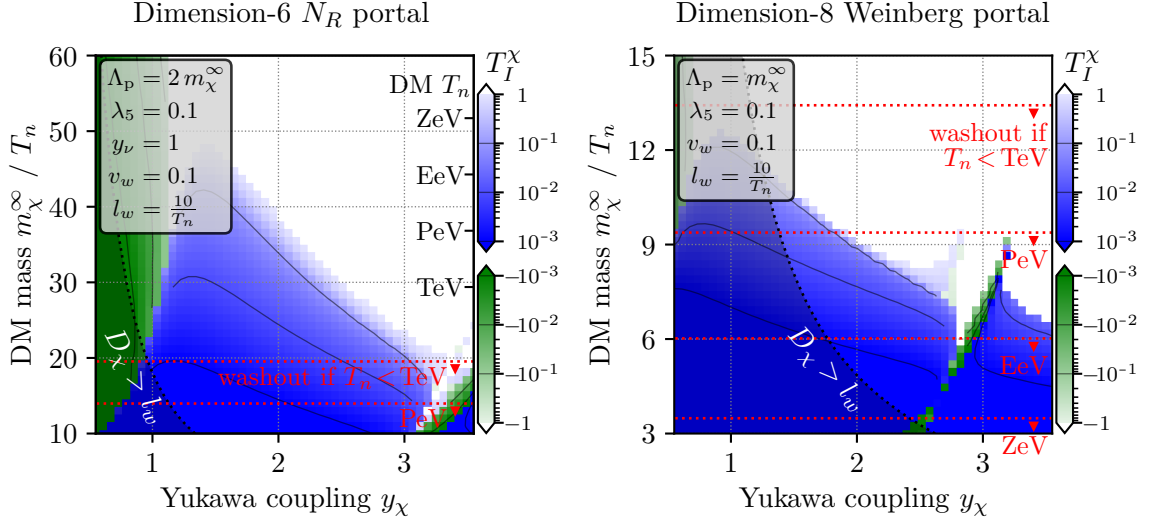 Dimension-6 N_R portal
DM mass m_χ^∞ / T_n
60
50
40
30
20
10
Λ_p = 2 m_χ^∞
λ_5 = 0.1
y_ν = 1
v_w = 0.1
l_w = 10/T_n
DM T_n
ZeV
EeV
PeV
TeV
D_χ > l_w
washout if T_n < TeV
PeV
1
2
3
Yukawa coupling y_χ
T_I^χ
1
10^−1
10^−2
10^−3
−10^−3
−10^−2
−10^−1
−1
Dimension-8 Weinberg portal
DM mass m_χ^∞ / T_n
15
12
9
6
3
Λ_p = m_χ^∞
λ_5 = 0.1
v_w = 0.1
l_w = 10/T_n
washout if
T_n < TeV
PeV
EeV
ZeV
D_χ > l_w
1
2
3
Yukawa coupling y_χ
T_I^χ
1
10^−1
10^−2
10^−3
−10^−3
−10^−2
−10^−1
−1